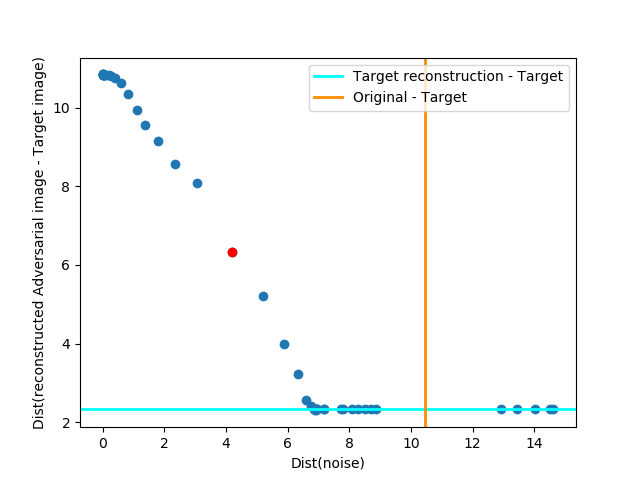 Target reconstruction - Target
Original - Target
Dist(reconstructed Adversarial image - Target image)
10
8
6
4
2
0 2 4 6 8 10 12 14
Dist(noise)